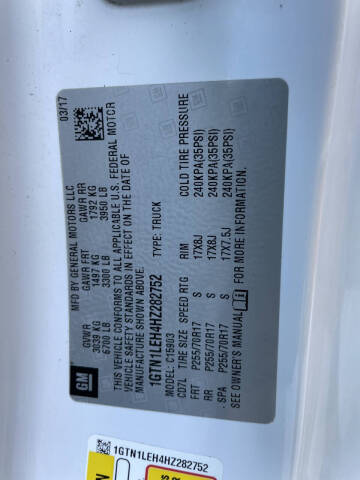 MFD BY GENERAL MOTORS LLC
03/17
GVWR GAWR FRT GAWR RR
3039 KG 1497 KG 1792 KG
6700 LB 3300 LB 3950 LB
THIS VEHICLE CONFORMS TO ALL APPLICABLE U.S. FEDERAL MOTOR
VEHICLE SAFETY STANDARDS IN EFFECT ON THE DATE OF
MANUFACTURE SHOWN ABOVE.
1GTN1LEH4HZ282752 TYPE: TRUCK
GM
MODEL: C15903
CD7L TIRE SIZE SPEED RTG RIM COLD TIRE PRESSURE
FRT P255/70R17 S 17X8J 240KPA(35PSI)
RR P255/70R17 S 17X8J 240KPA(35PSI)
SPA P255/70R17 S 17X7.5J 240KPA(35PSI)
SEE OWNER'S MANUAL FOR MORE INFORMATION.
1GTN1LEH4HZ282752